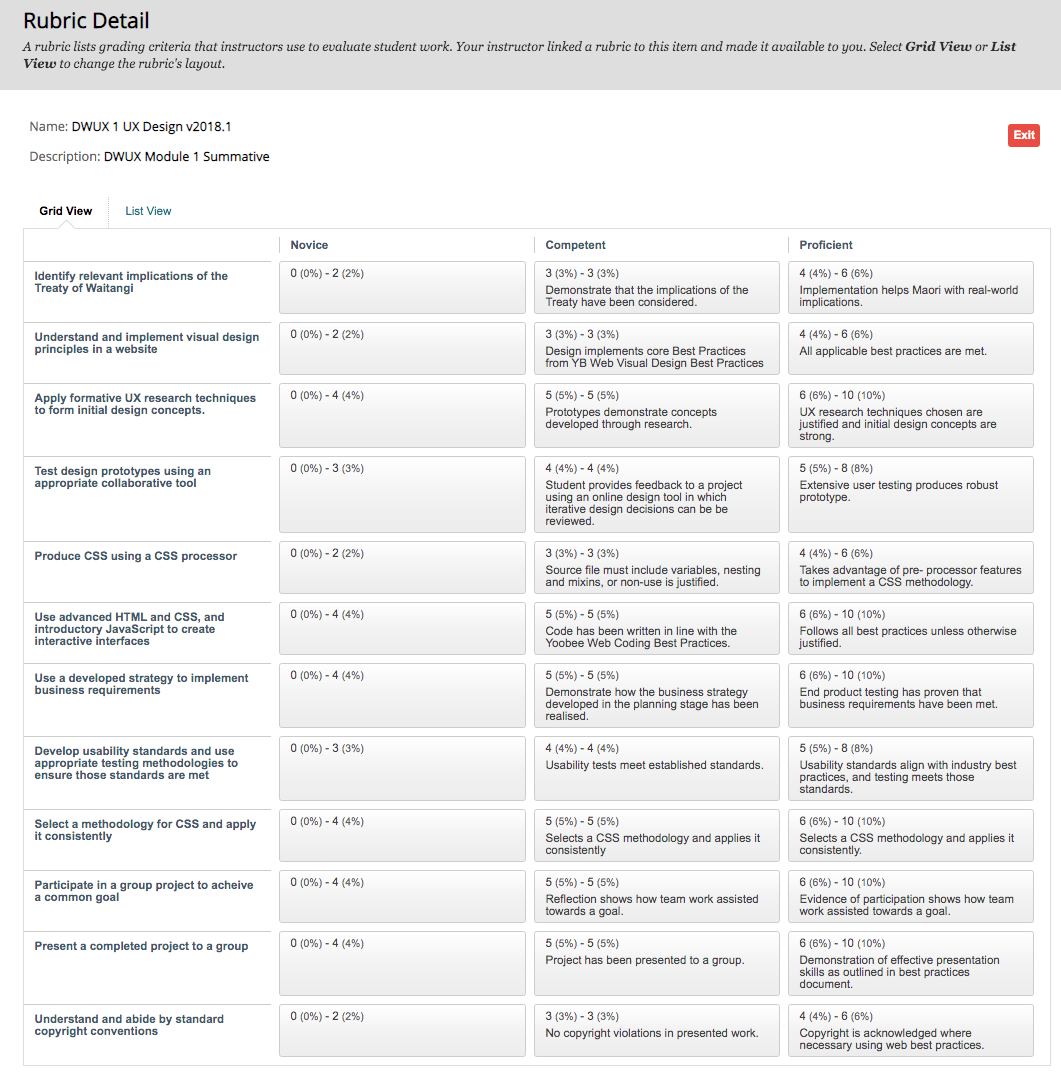 Rubric Detail
A rubric lists grading criteria that instructors use to evaluate student work. Your instructor linked a rubric to this item and made it available to you. Select Grid View or List
View to change the rubric's layout.
Name: DWUX 1 UX Design v2018.1
Exit
Description: DWUX Module 1 Summative
Grid View
List View
Novice
Competent
Proficient
Identify relevant implications of the
Treaty of Waitangi
0 (0%) - 2 (2%)
3 (3%) - 3 (3%)
Demonstrate that the implications of the
Treaty have been considered.
4 (4%) - 6 (6%)
Implementation helps Maori with real-world
implications.
Understand and implement visual design
principles in a website
0 (0%) - 2 (2%)
3 (3%) - 3 (3%)
Design implements core Best Practices
from YB Web Visual Design Best Practices
4 (4%) - 6 (6%)
All applicable best practices are met.
Apply formative UX research techniques
to form initial design concepts.
0 (0%) - 4 (4%)
5 (5%) - 5 (5%)
Prototypes demonstrate concepts
developed through research.
6 (6%) - 10 (10%)
UX research techniques chosen are
justified and initial design concepts are
strong.
Test design prototypes using an
appropriate collaborative tool
0 (0%) - 3 (3%)
4 (4%) - 4 (4%)
Student provides feedback to a project
using an online design tool in which
iterative design decisions can be be
reviewed.
5 (5%) - 8 (8%)
Extensive user testing produces robust
prototype.
Produce CSS using a CSS processor
0 (0%) - 2 (2%)
3 (3%) - 3 (3%)
Source file must include variables, nesting
and mixins, or non-use is justified.
4 (4%) - 6 (6%)
Takes advantage of pre- processor features
to implement a CSS methodology.
Use advanced HTML and CSS, and
introductory JavaScript to create
interactive interfaces
0 (0%) - 4 (4%)
5 (5%) - 5 (5%)
Code has been written in line with the
Yoobee Web Coding Best Practices.
6 (6%) - 10 (10%)
Follows all best practices unless otherwise
justified.
Use a developed strategy to implement
business requirements
0 (0%) - 4 (4%)
5 (5%) - 5 (5%)
Demonstrate how the business strategy
developed in the planning stage has been
realised.
6 (6%) - 10 (10%)
End product testing has proven that
business requirements have been met.
Develop usability standards and use
appropriate testing methodologies to
ensure those standards are met
0 (0%) - 3 (3%)
4 (4%) - 4 (4%)
Usability tests meet established standards.
5 (5%) - 8 (8%)
Usability standards align with industry best
practices, and testing meets those
standards.
Select a methodology for CSS and apply
it consistently
0 (0%) - 4 (4%)
5 (5%) - 5 (5%)
Selects a CSS methodology and applies it
consistently
6 (6%) - 10 (10%)
Selects a CSS methodology and applies it
consistently.
Participate in a group project to acheive
a common goal
0 (0%) - 4 (4%)
5 (5%) - 5 (5%)
Reflection shows how team work assisted
towards a goal.
6 (6%) - 10 (10%)
Evidence of participation shows how team
work assisted towards a goal.
Present a completed project to a group
0 (0%) - 4 (4%)
5 (5%) - 5 (5%)
Project has been presented to a group.
6 (6%) - 10 (10%)
Demonstration of effective presentation
skills as outlined in best practices
document.
Understand and abide by standard
copyright conventions
0 (0%) - 2 (2%)
3 (3%) - 3 (3%)
No copyright violations in presented work.
4 (4%) - 6 (6%)
Copyright is acknowledged where
necessary using web best practices.